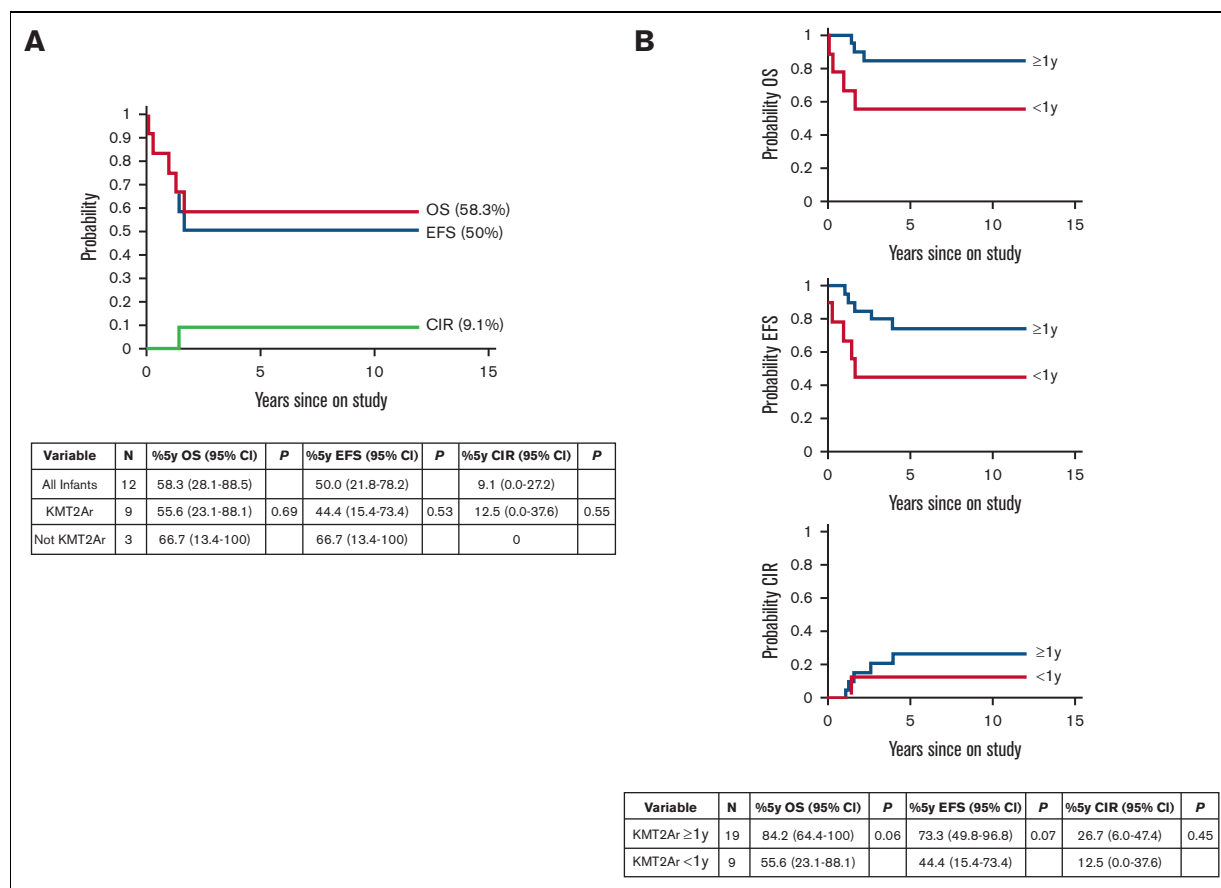 A
1
0.9
0.8
0.7
0.6
0.5
0.4
0.3
0.2
0.1
0
Probability
OS (58.3%)
EFS (50%)
CIR (9.1%)
0 5 10 15
Years since on study
Variable N %5y OS (95% CI) P %5y EFS (95% CI) P %5y CIR (95% CI) P
All Infants 12 58.3 (28.1-88.5) 50.0 (21.8-78.2) 9.1 (0.0-27.2)
KMT2Ar 9 55.6 (23.1-88.1) 0.69 44.4 (15.4-73.4) 0.53 12.5 (0.0-37.6) 0.55
Not KMT2Ar 3 66.7 (13.4-100) 66.7 (13.4-100) 0
B
1
0.8
0.6
0.4
0.2
0
Probability OS
≥1y
<1y
0 5 10 15
Years since on study
1
0.8
0.6
0.4
0.2
0
Probability EFS
≥1y
<1y
0 5 10 15
Years since on study
1
0.8
0.6
0.4
0.2
0
Probability CIR
≥1y
<1y
0 5 10 15
Years since on study
Variable N %5y OS (95% CI) P %5y EFS (95% CI) P %5y CIR (95% CI) P
KMT2Ar ≥1y 19 84.2 (64.4-100) 0.06 73.3 (49.8-96.8) 0.07 26.7 (6.0-47.4) 0.45
KMT2Ar <1y 9 55.6 (23.1-88.1) 44.4 (15.4-73.4) 12.5 (0.0-37.6)